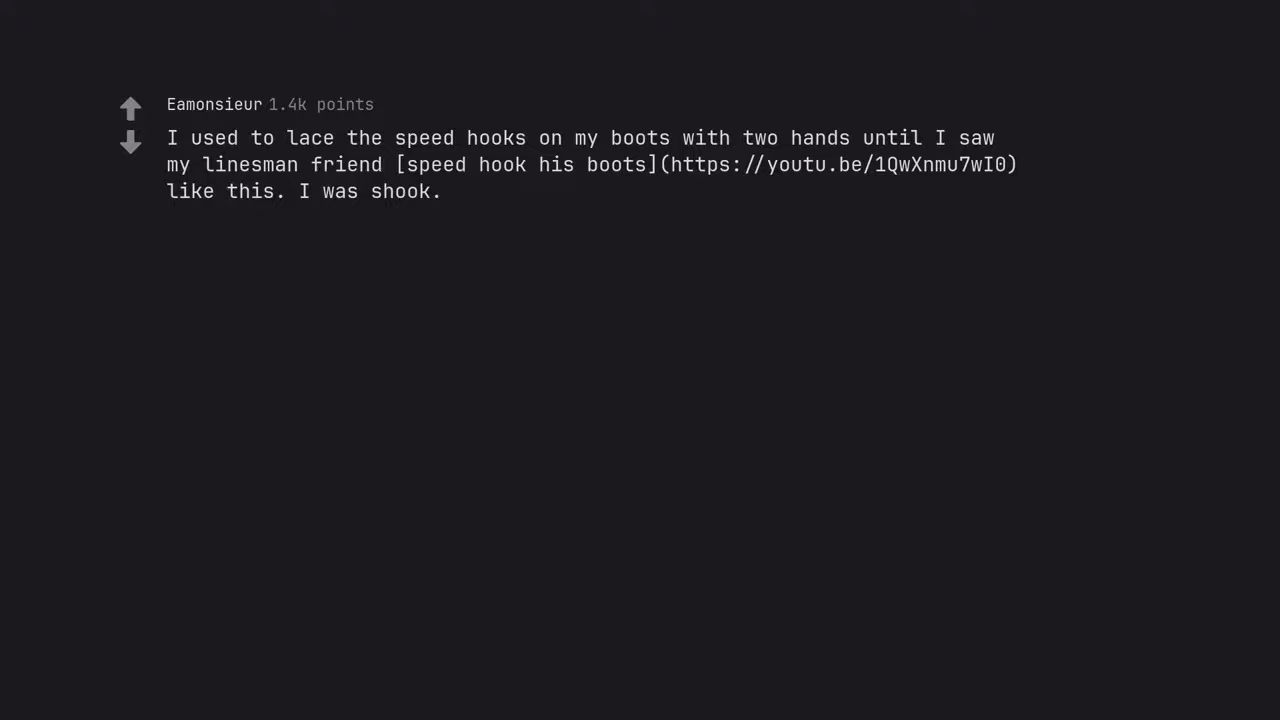 Eamonsieur 1.4k points
I used to lace the speed hooks on my boots with two hands until I saw
my linesman friend [speed hook his boots](https://youtu.be/1QwXnmu7wI0)
like this. I was shook.